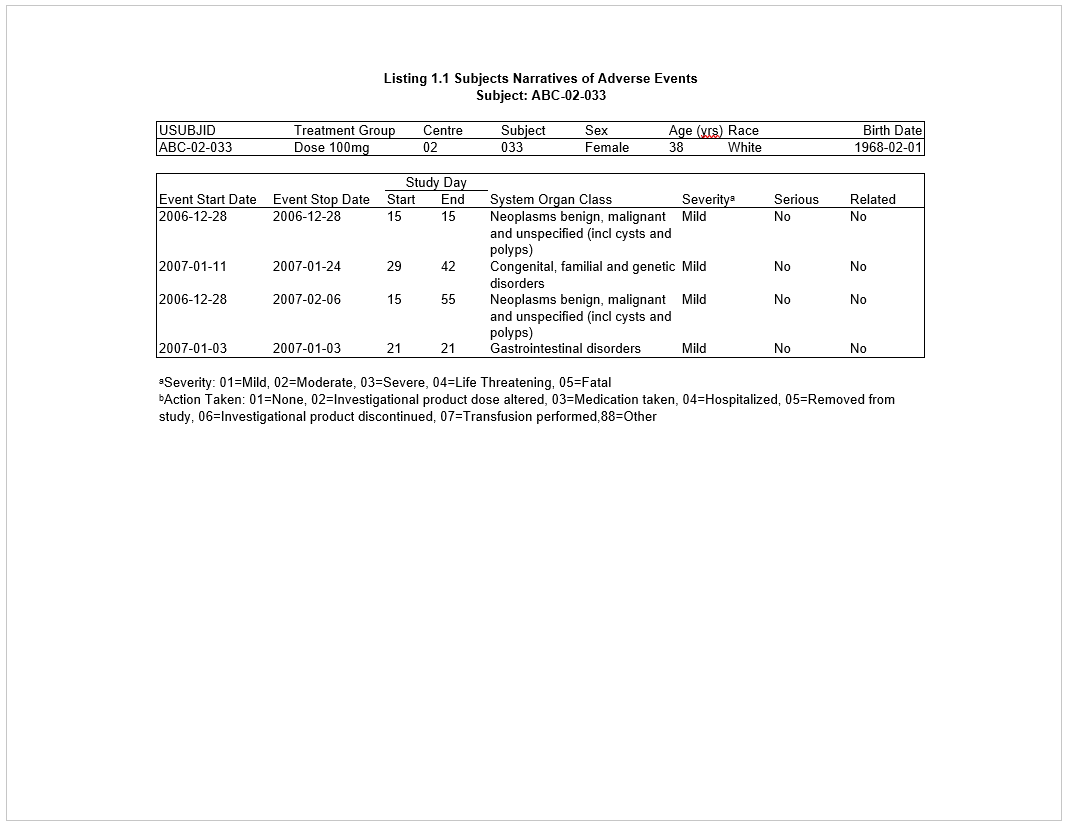 Listing 1.1 Subjects Narratives of Adverse Events
Subject: ABC-02-033
USUBJID Treatment Group Centre Subject Sex Age (yrs) Race Birth Date
ABC-02-033 Dose 100mg 02 033 Female 38 White 1968-02-01
Study Day
Event Start Date Event Stop Date Start End System Organ Class Severityᵃ Serious Related
2006-12-28 2006-12-28 15 15 Neoplasms benign, malignant Mild No No
and unspecified (incl cysts and
polyps)
2007-01-11 2007-01-24 29 42 Congenital, familial and genetic Mild No No
disorders
2006-12-28 2007-02-06 15 55 Neoplasms benign, malignant Mild No No
and unspecified (incl cysts and
polyps)
2007-01-03 2007-01-03 21 21 Gastrointestinal disorders Mild No No
ᵃSeverity: 01=Mild, 02=Moderate, 03=Severe, 04=Life Threatening, 05=Fatal
ᵇAction Taken: 01=None, 02=Investigational product dose altered, 03=Medication taken, 04=Hospitalized, 05=Removed from
study, 06=Investigational product discontinued, 07=Transfusion performed,88=Other